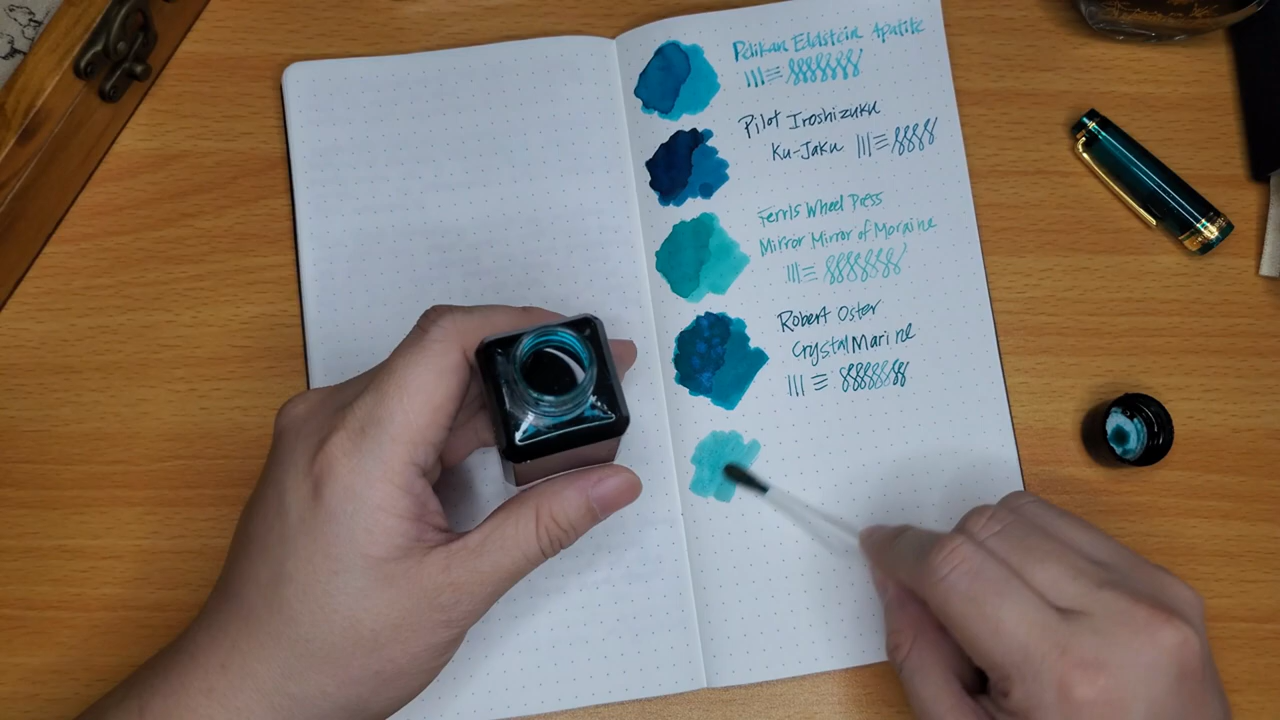 Pelikan Edelstein Apatite
Pilot Iroshizuku
Ku-Jaku
Ferris Wheel Press
Mirror Mirror of Moraine
Robert Oster
Crystal Marine